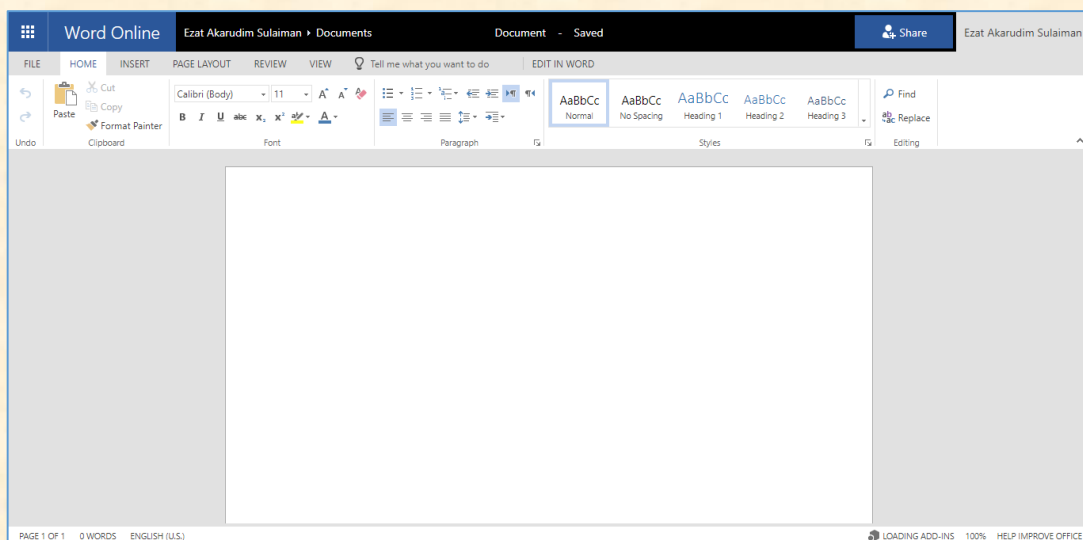 Word Online Ezat Akarudim Sulaiman ▸ Documents Document - Saved Share Ezat Akarudim Sulaiman
FILE HOME INSERT PAGE LAYOUT REVIEW VIEW Tell me what you want to do EDIT IN WORD
Cut
Copy
Paste
Format Painter
Calibri (Body) 11 A A
B I U abc x₂ x² A
AaBbCc AaBbCc AaBbCc AaBbCc AaBbCc
Normal No Spacing Heading 1 Heading 2 Heading 3
Find
Replace
Undo Clipboard Font Paragraph Styles Editing
PAGE 1 OF 1 0 WORDS ENGLISH (U.S.) LOADING ADD-INS 100% HELP IMPROVE OFFICE